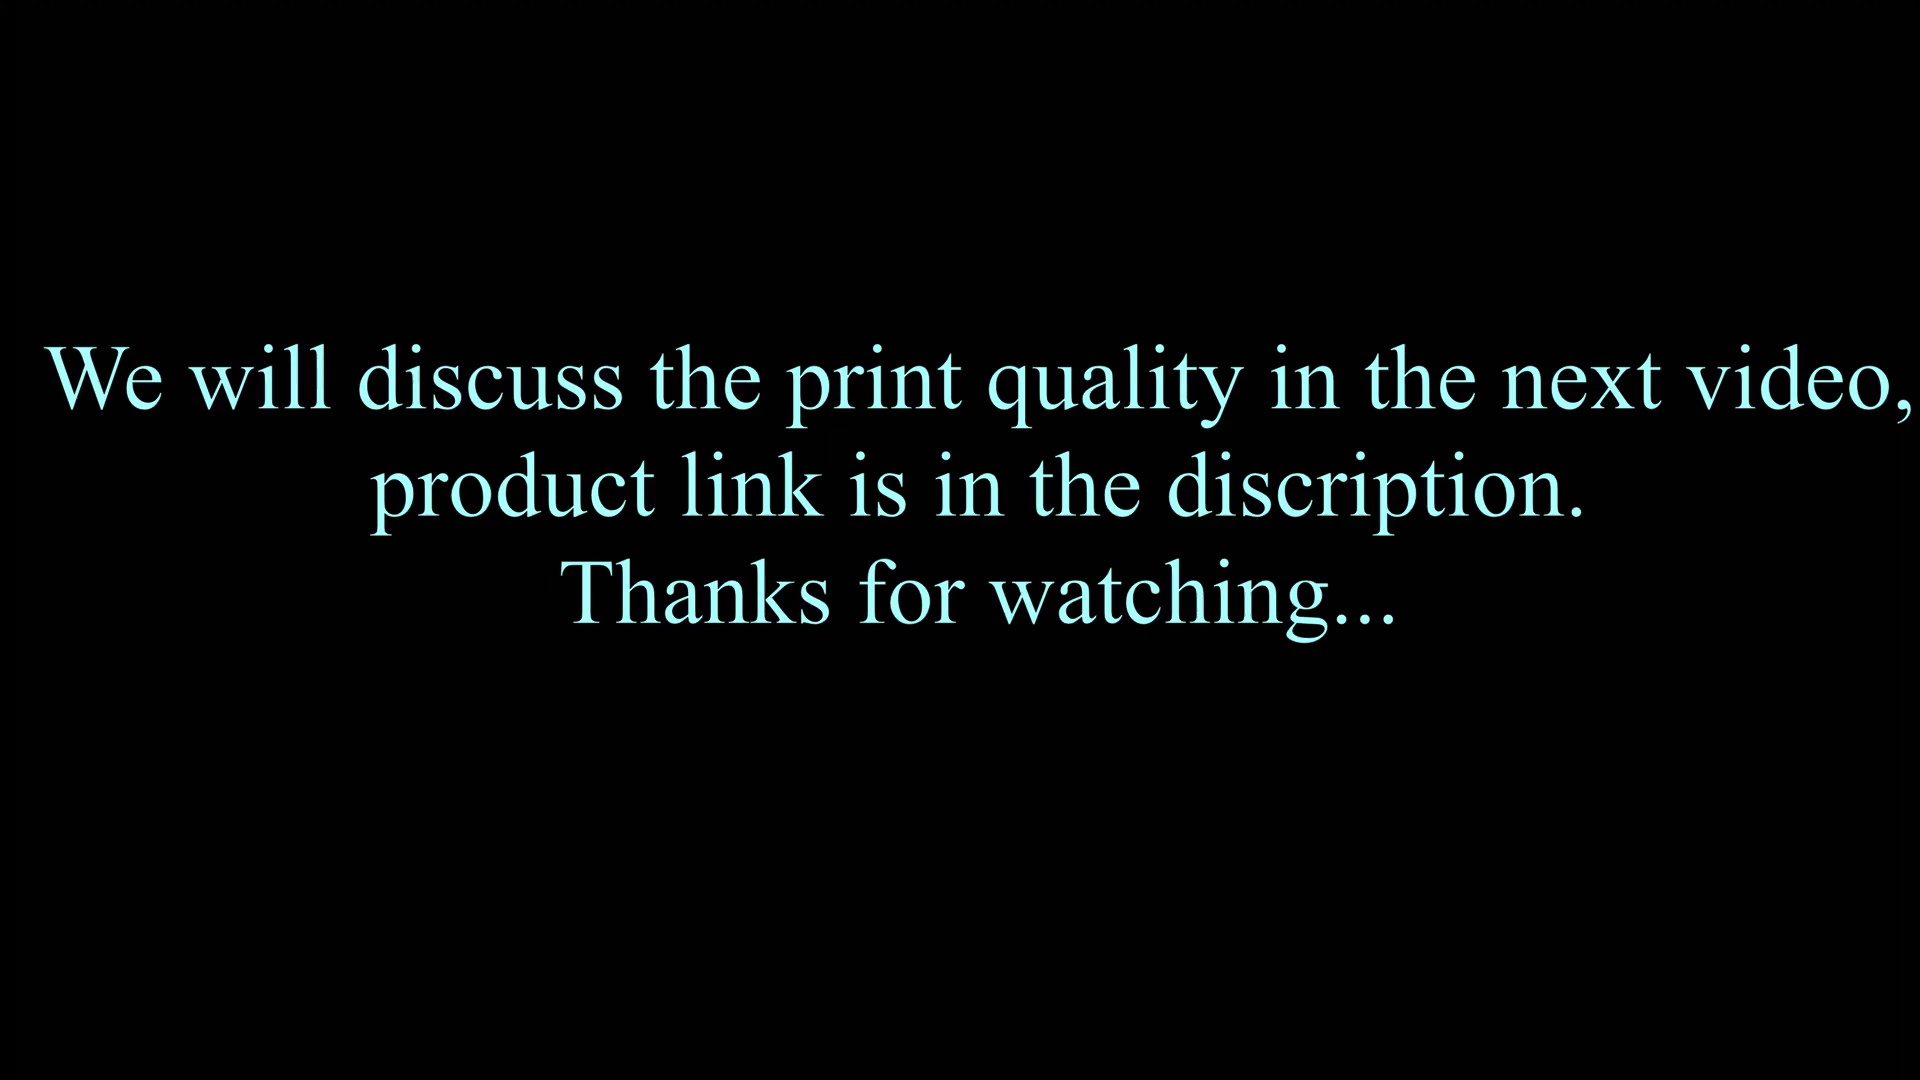 We will discuss the print quality in the next video,
product link is in the discription.
Thanks for watching...